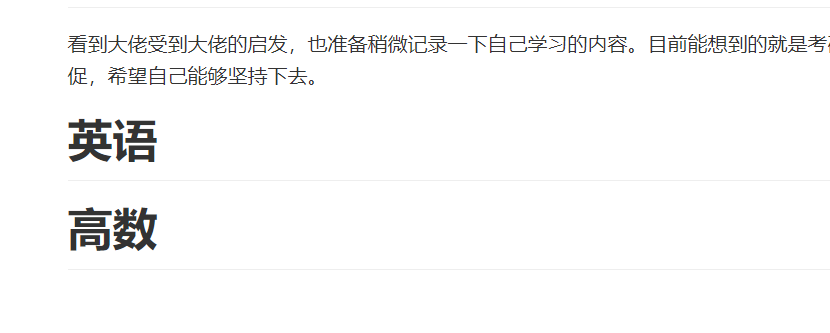 看到大佬受到大佬的启发，也准备稍微记录一下自己学习的内容。目前能想到的就是考
促，希望自己能够坚持下去。
英语
高数